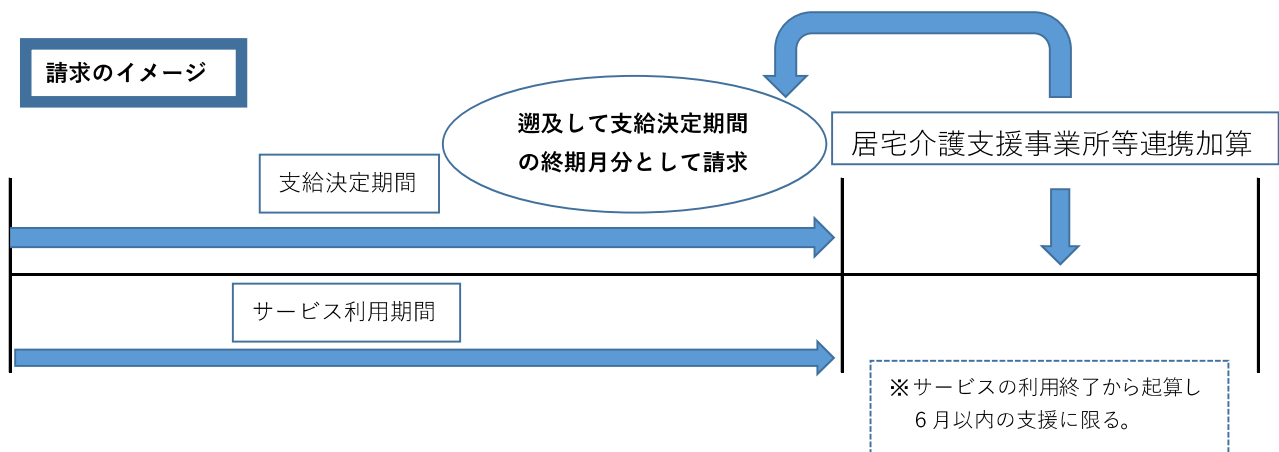 請求のイメージ
遡及して支給決定期間
の終期月分として請求
居宅介護支援事業所等連携加算
支給決定期間
サービス利用期間
※サービスの利用終了から起算し
６月以内の支援に限る。